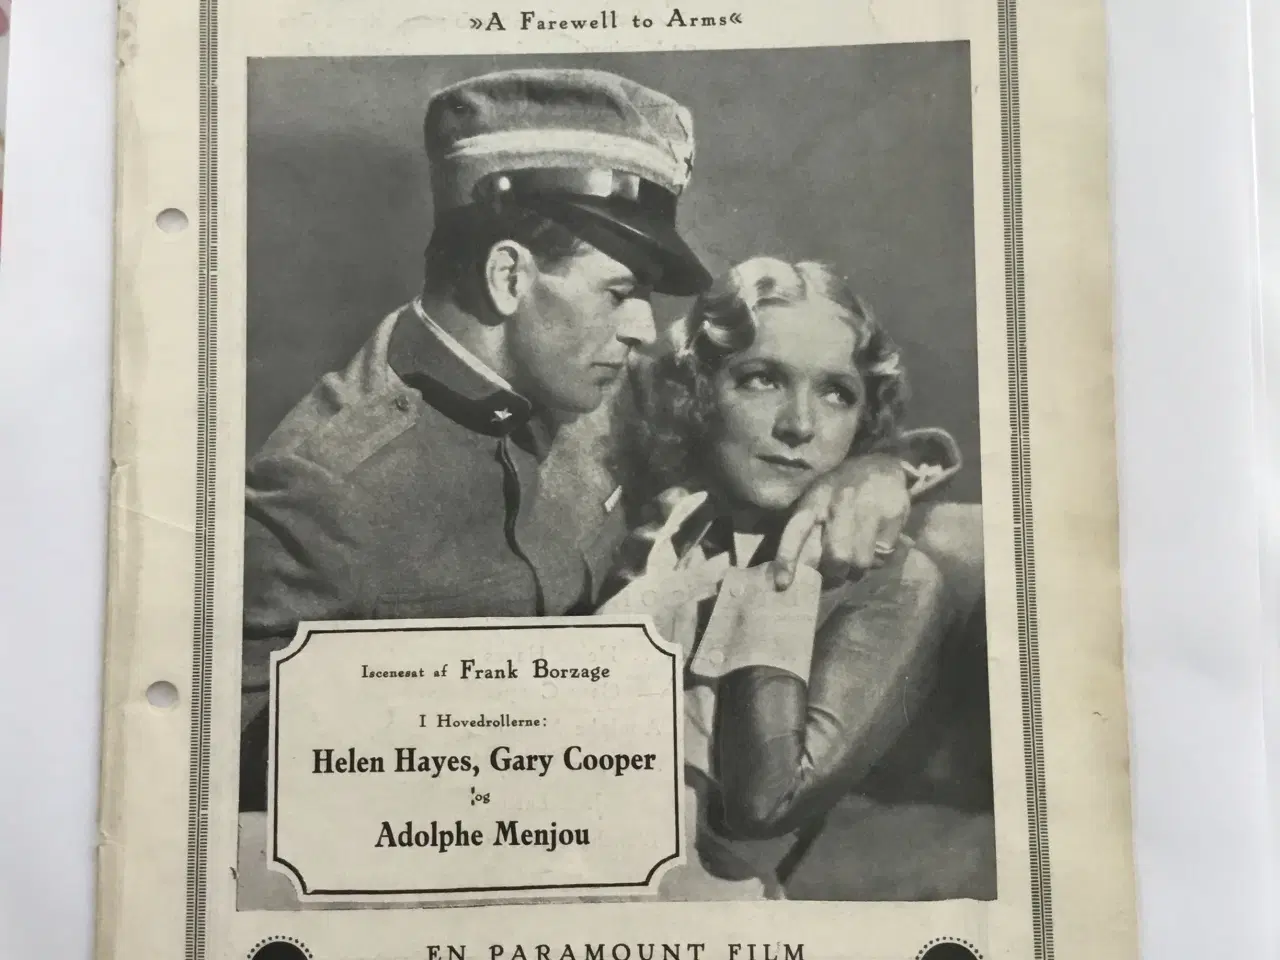 »A Farewell to Arms«
Iscenesat af Frank Borzage
I Hovedrollerne:
Helen Hayes, Gary Cooper
og
Adolphe Menjou
EN PARAMOUNT FILM